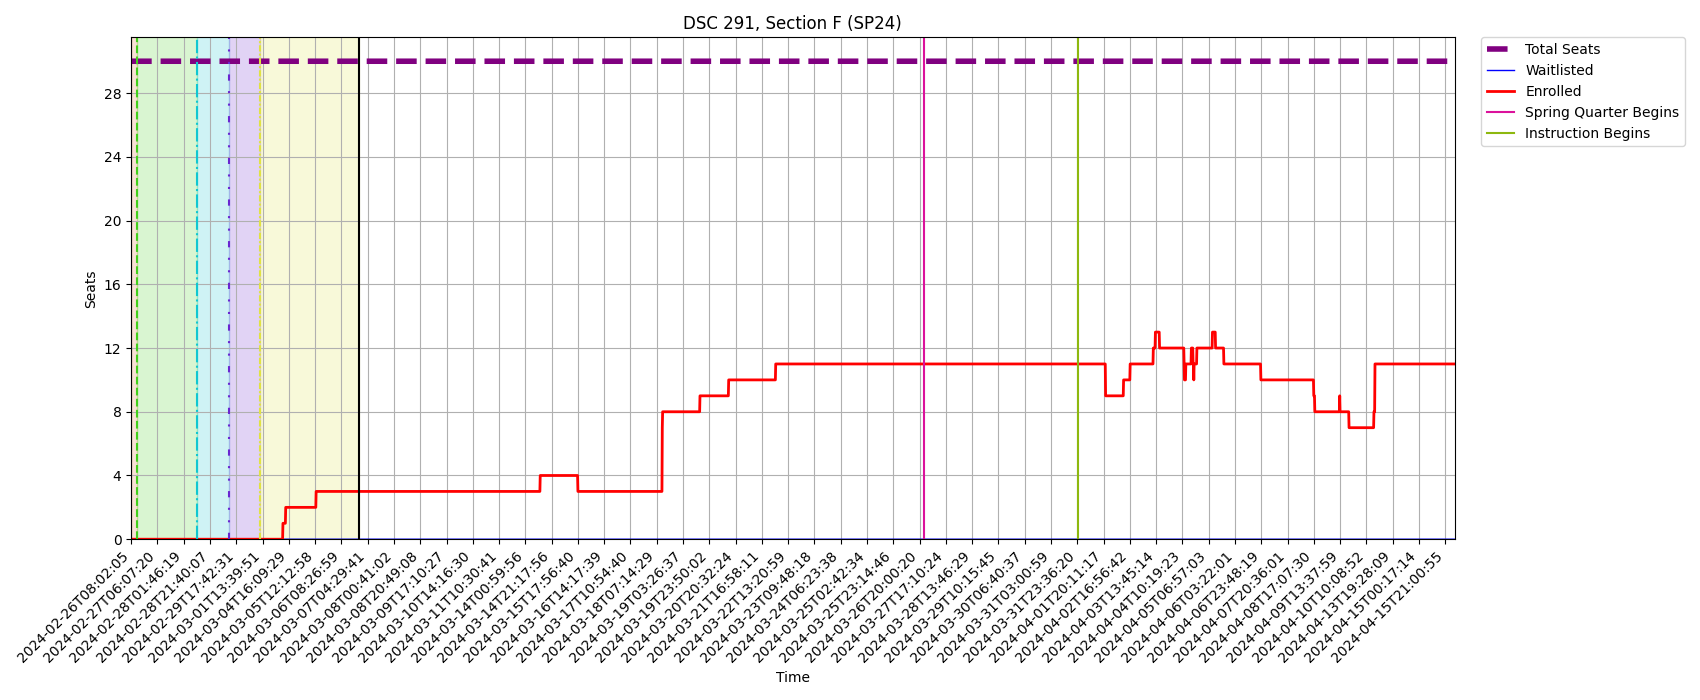 DSC 291, Section F (SP24)
Total Seats
Waitlisted
Enrolled
Spring Quarter Begins
Instruction Begins
Seats
28
24
20
16
12
8
4
0
2024-02-26T08:02:05
2024-02-27T06:07:20
2024-02-28T01:46:19
2024-02-28T21:40:07
2024-02-29T17:42:31
2024-03-01T13:39:51
2024-03-04T16:09:29
2024-03-05T12:12:58
2024-03-06T08:26:59
2024-03-07T04:29:41
2024-03-08T00:41:02
2024-03-08T20:49:08
2024-03-09T17:10:27
2024-03-10T14:16:30
2024-03-11T10:30:41
2024-03-14T00:59:56
2024-03-14T21:17:56
2024-03-15T17:56:40
2024-03-16T14:17:39
2024-03-17T10:54:40
2024-03-18T07:14:29
2024-03-19T03:26:37
2024-03-19T23:50:02
2024-03-20T20:32:24
2024-03-21T16:58:11
2024-03-22T13:20:59
2024-03-23T09:48:18
2024-03-24T06:23:38
2024-03-25T02:42:34
2024-03-25T23:14:46
2024-03-26T20:00:20
2024-03-27T17:10:24
2024-03-28T13:46:29
2024-03-29T10:15:45
2024-03-30T06:40:37
2024-03-31T03:00:59
2024-03-31T23:36:20
2024-04-01T20:11:17
2024-04-02T16:56:42
2024-04-03T13:45:14
2024-04-04T10:19:23
2024-04-05T06:57:03
2024-04-06T03:22:01
2024-04-06T23:48:19
2024-04-07T20:36:01
2024-04-08T17:07:30
2024-04-09T13:37:59
2024-04-10T10:08:52
2024-04-13T19:28:09
2024-04-15T00:17:14
2024-04-15T21:00:55
Time